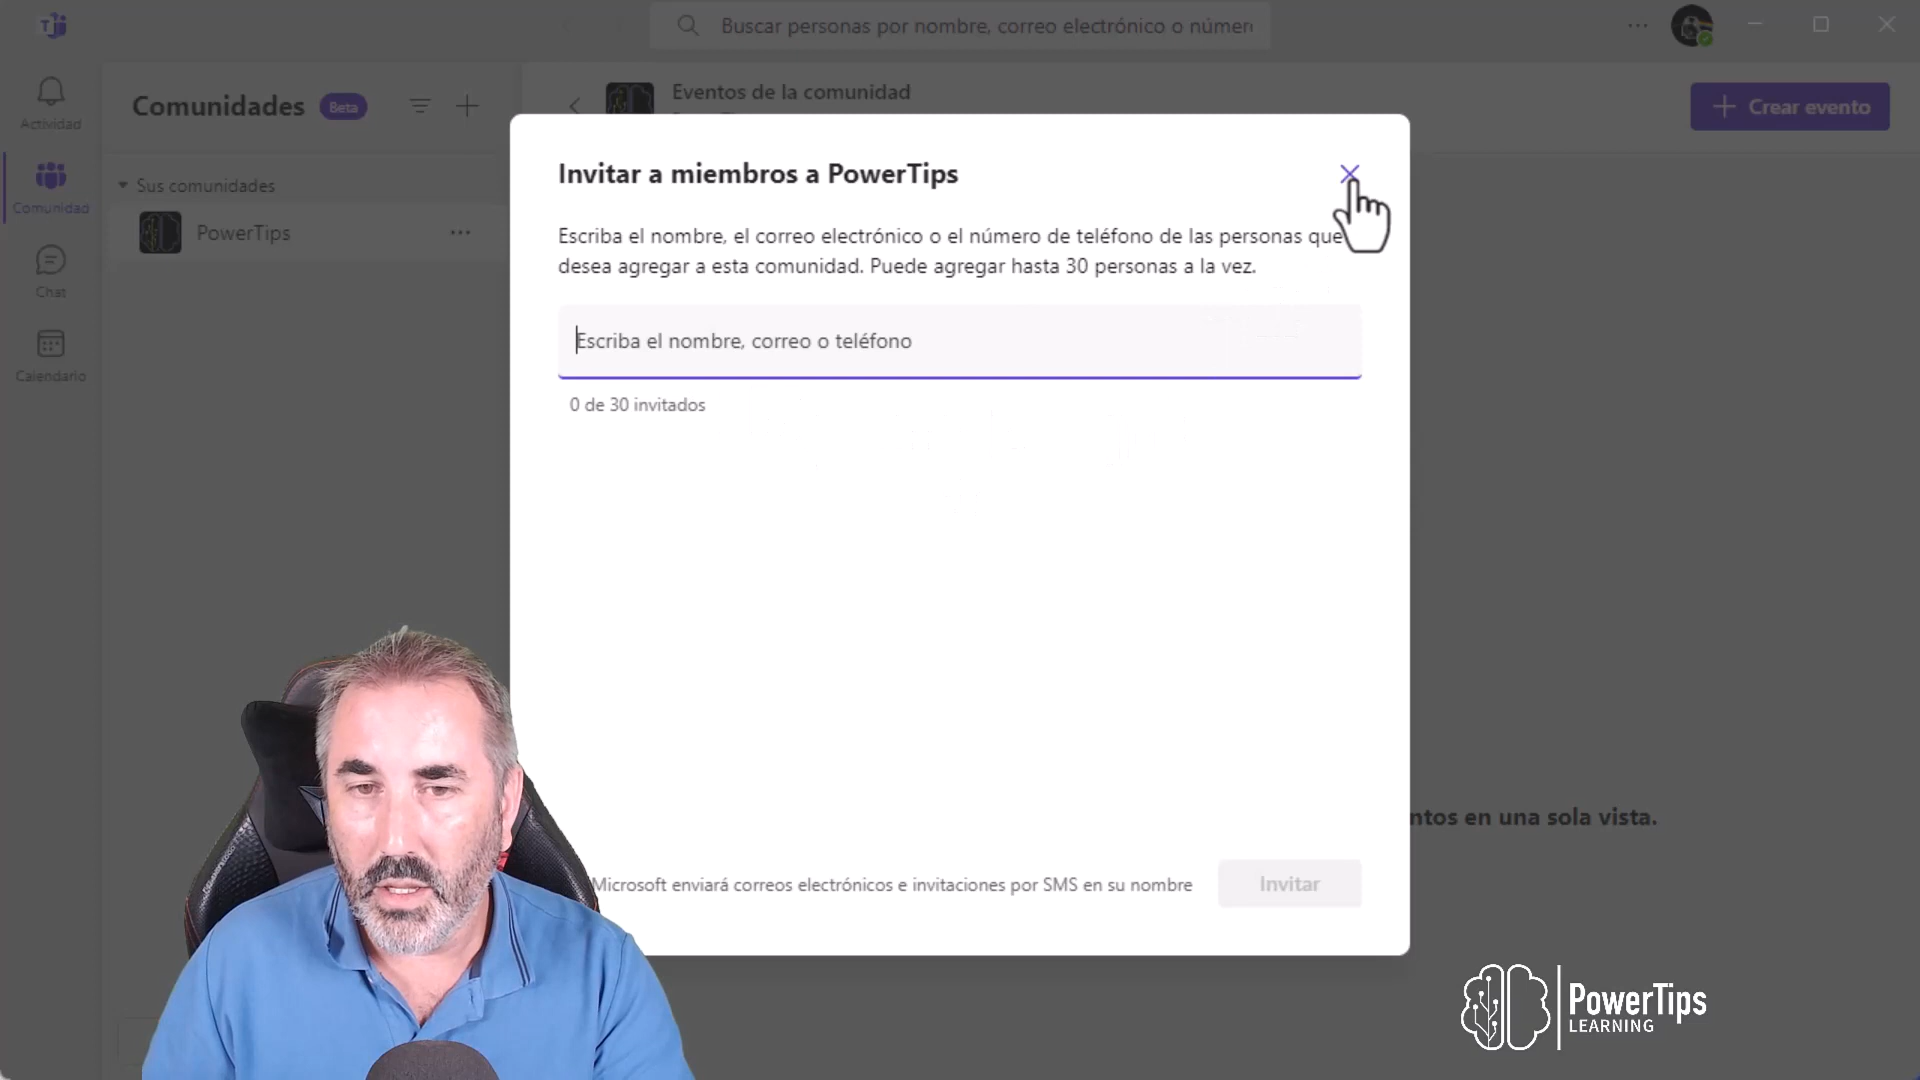 Buscar personas por nombre, correo electrónico o númer
Actividad
Comunidad
Chat
Calendario
Comunidades
Beta
Sus comunidades
PowerTips
Eventos de la comunidad
Crear evento
Invitar a miembros a PowerTips
Escriba el nombre, el correo electrónico o el número de teléfono de las personas que
desea agregar a esta comunidad. Puede agregar hasta 30 personas a la vez.
Escriba el nombre, correo o teléfono
0 de 30 invitados
ntos en una sola vista.
Microsoft enviará correos electrónicos e invitaciones por SMS en su nombre
Invitar
PowerTips
LEARNING